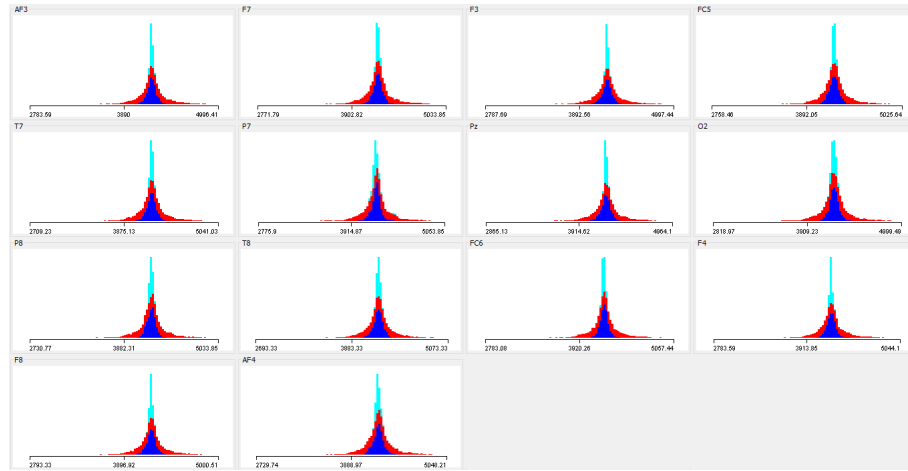 AF3 F7 F3 FC5
2783.59 3890 4996.41 2771.79 3902.82 5033.85 2787.69 3892.56 4997.44 2758.46 3892.05 5025.64
T7 P7 Pz O2
2709.23 3875.13 5041.03 2775.9 3914.87 5053.85 2865.13 3914.62 4964.1 2818.97 3909.23 4999.49
P8 T8 FC6 F4
2730.77 3882.31 5033.85 2693.33 3883.33 5073.33 2783.08 3920.26 5057.44 2783.59 3913.85 5044.1
F8 AF4
2793.33 3896.92 5000.51 2729.74 3888.97 5048.21